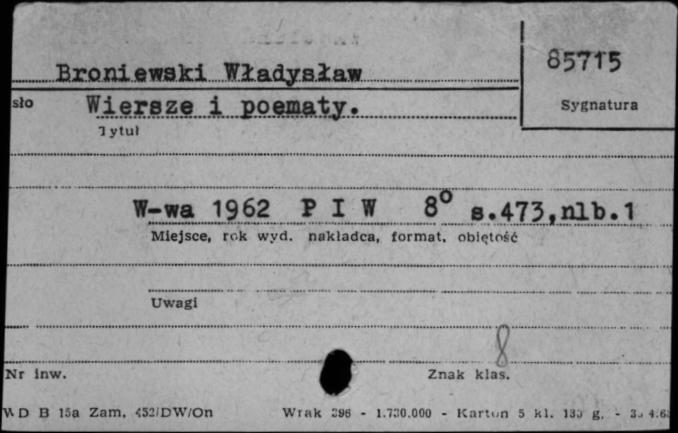 85715
Broniewski Władysław
sło Wiersze i poematy.
Sygnatura
Tytuł
W-wa 1962 P I W 8° s.473,nlb.1
Miejsce, rok wyd. nakładca, format, objętość
Uwagi
8
Nr inw.
Znak klas.
D B 15a Zam. 452/DW/On Wrak 396 - 1.730.000 - Karton 5 kl. g. -